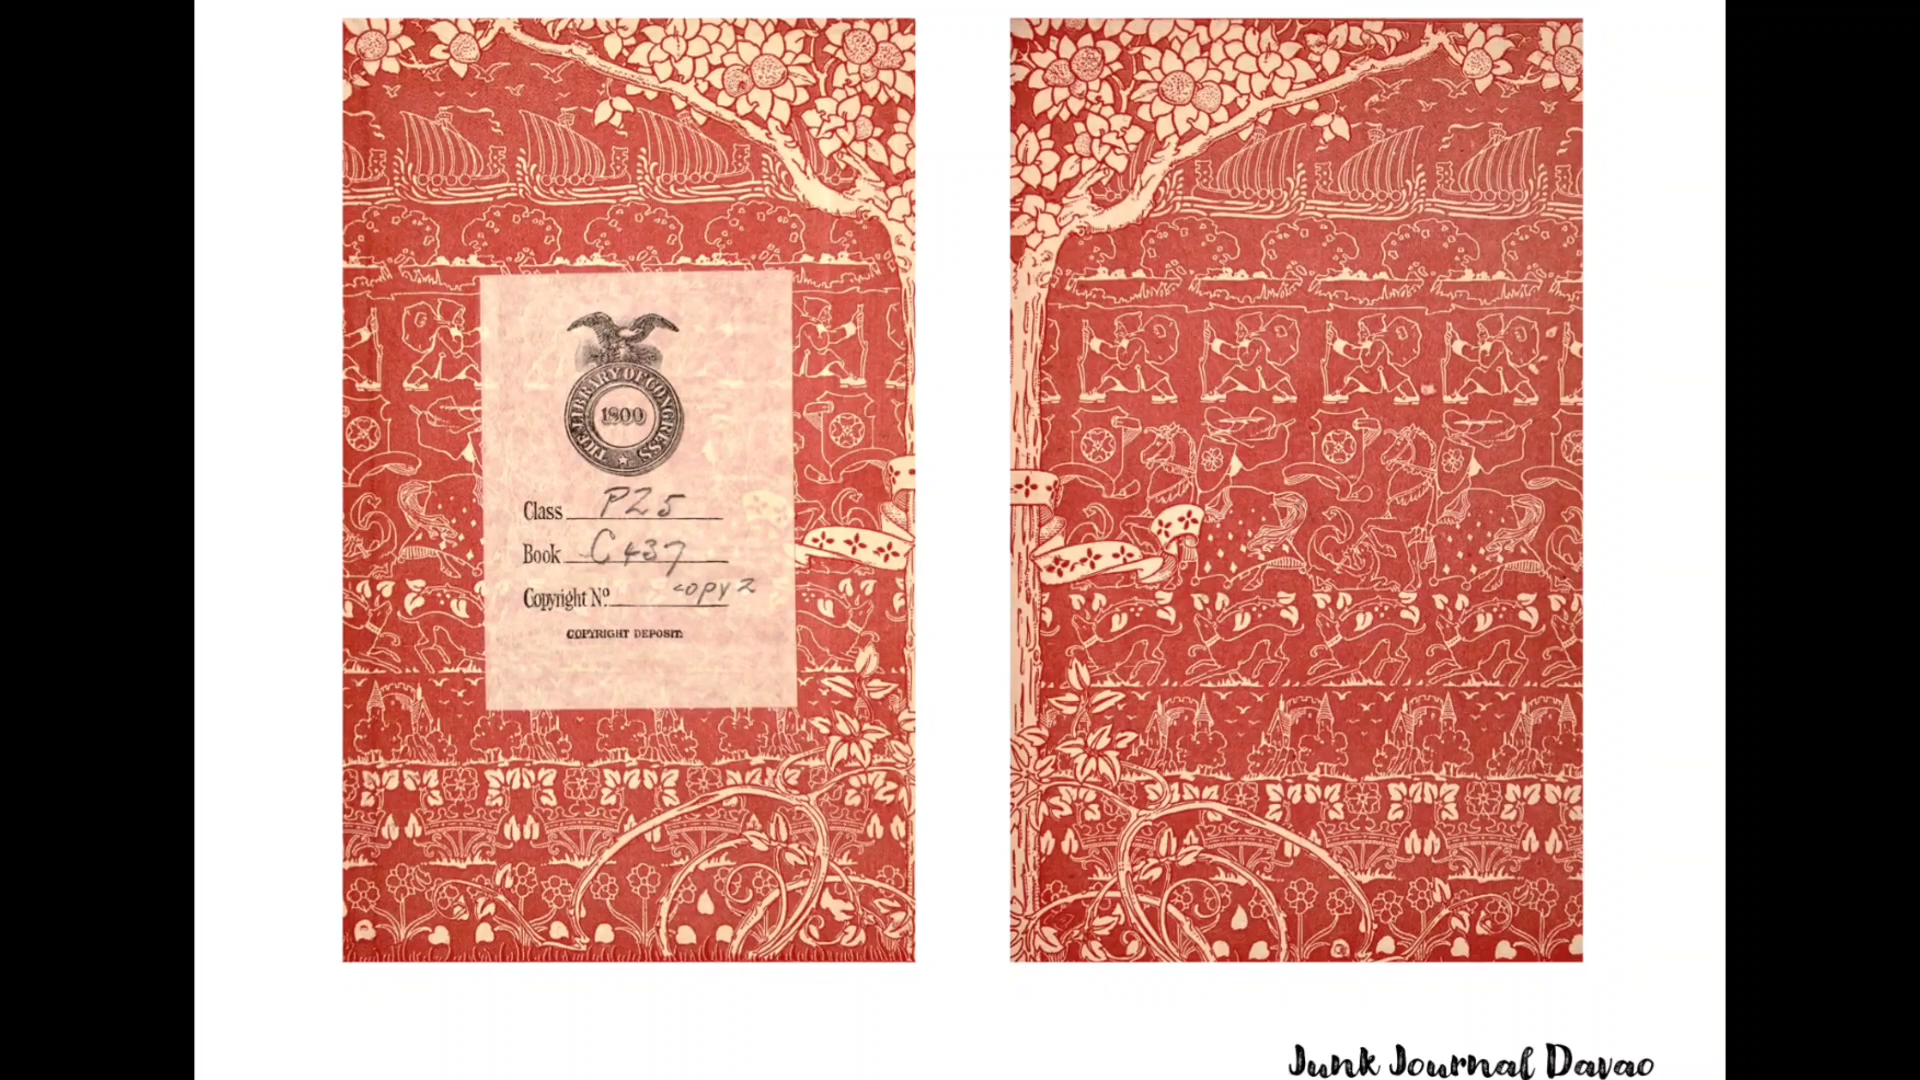 THE LIBRARY OF CONGRESS
1800
Class PZ5
Book C437
Copyright No. copy 2
COPYRIGHT DEPOSIT.
Junk Journal Davao